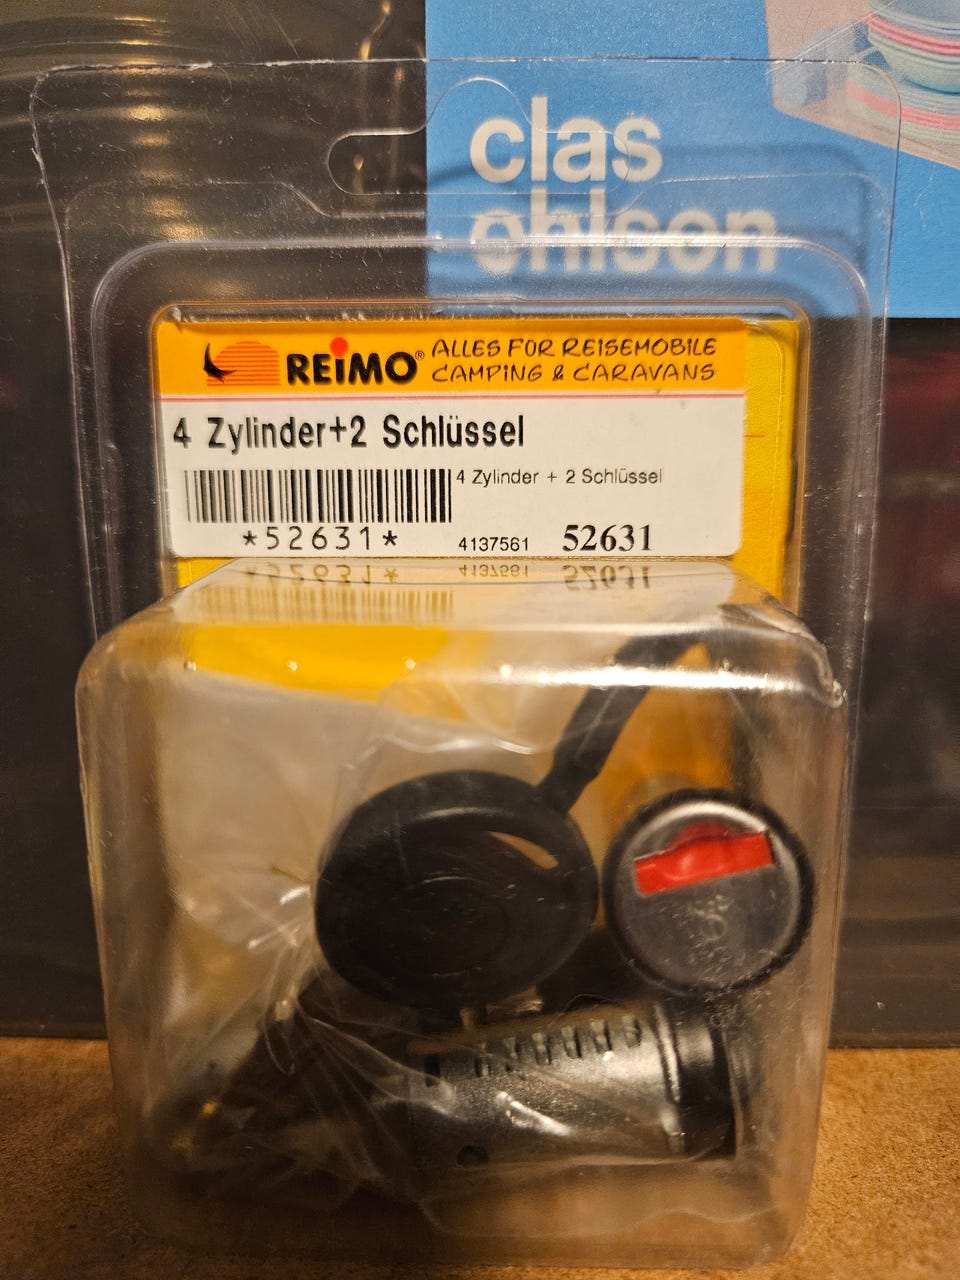 clas
ohlson
REIMO® ALLES FÜR REISEMOBILE
CAMPING & CARAVANS
4 Zylinder+2 Schlüssel
4 Zylinder + 2 Schlüssel
*52631* 4137561 52631